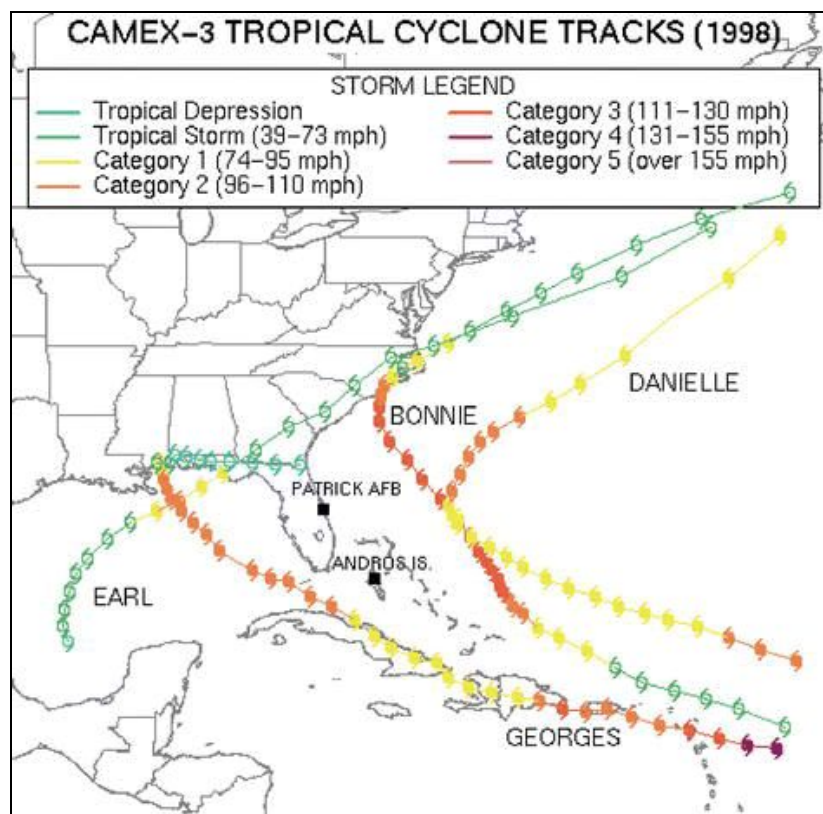 CAMEX-3 TROPICAL CYCLONE TRACKS (1998)
STORM LEGEND
Tropical Depression
Tropical Storm (39-73 mph)
Category 1 (74-95 mph)
Category 2 (96-110 mph)
Category 3 (111-130 mph)
Category 4 (131-155 mph)
Category 5 (over 155 mph)
DANIELLE
BONNIE
PATRICK AFB
ANDROS IS.
EARL
GEORGES